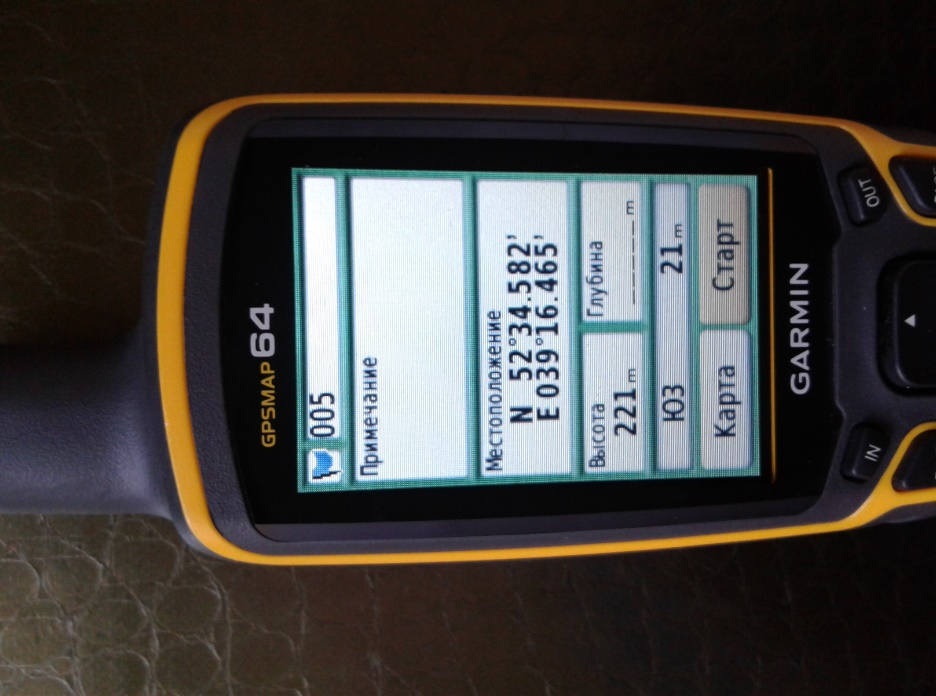 GPSMAP 64
005
Примечание
Местоположение
N 52°34.582'
E 039°16.465'
Высота Глубина
221 m _____ m
ЮЗ 21 m
Карта Старт
GARMIN
IN OUT